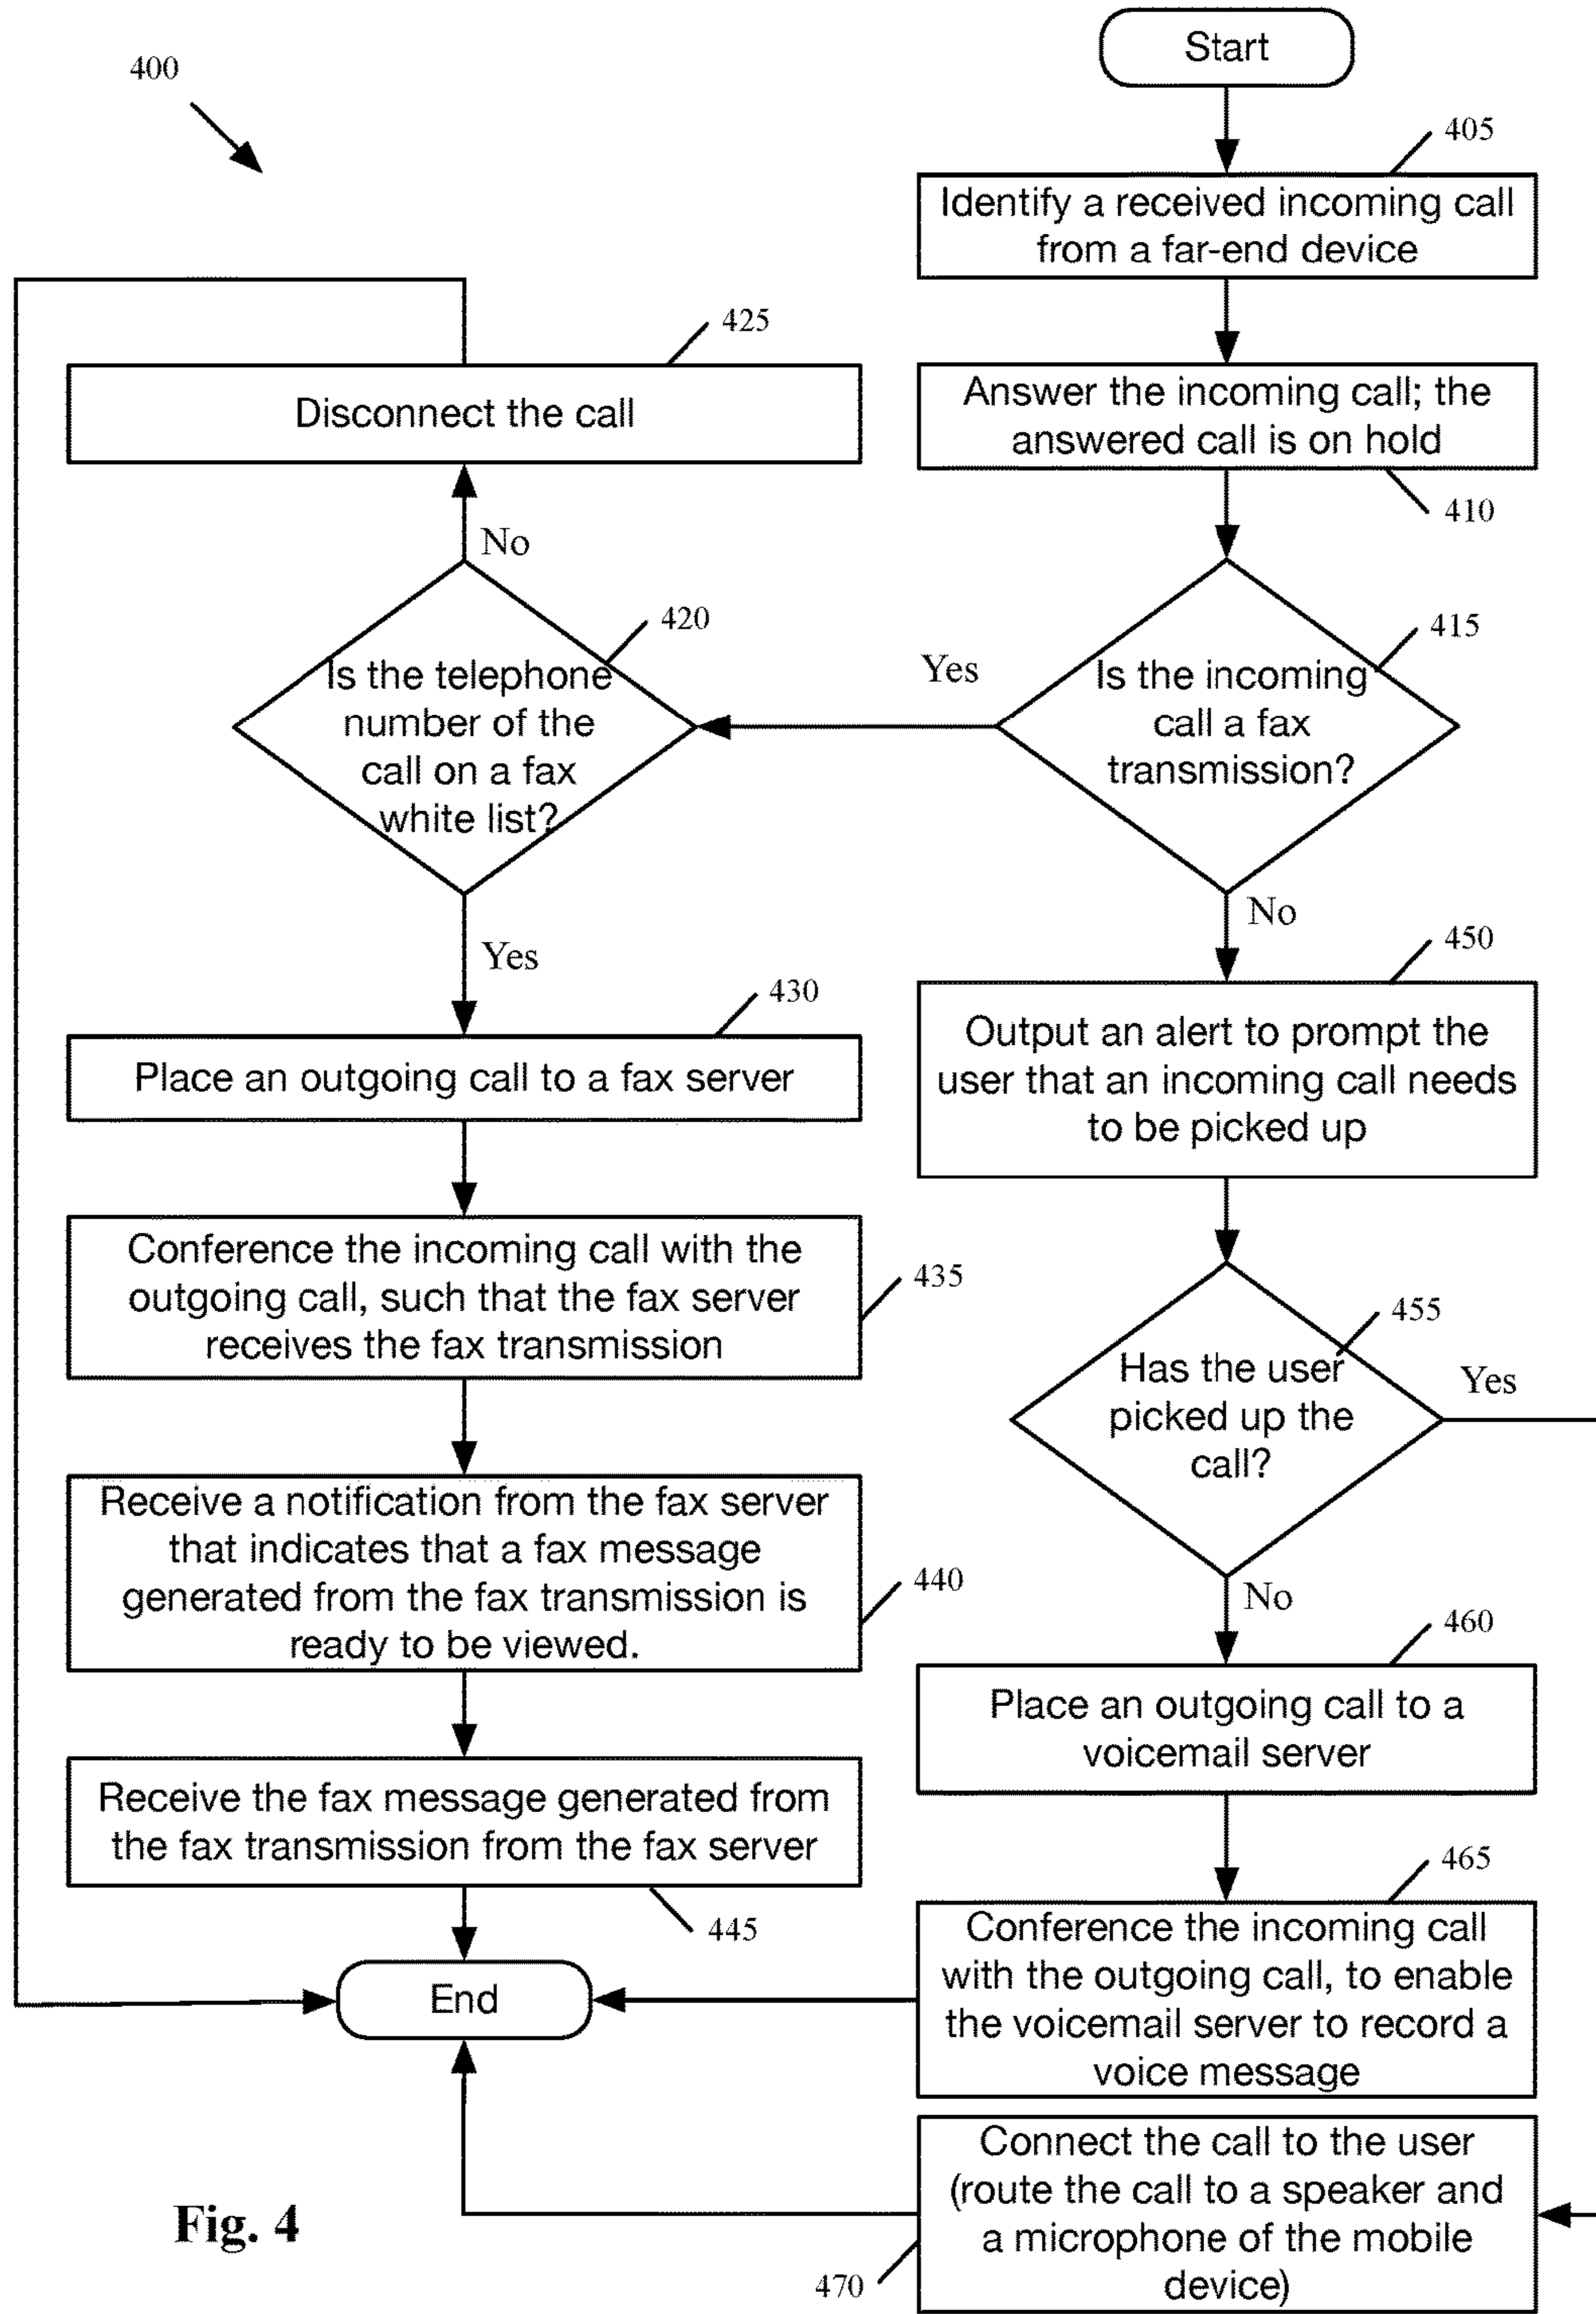 400
Start
405
Identify a received incoming call
from a far-end device
425
Disconnect the call
Answer the incoming call; the
answered call is on hold
410
No
420
Is the telephone
number of the
call on a fax
white list?
Yes
415
Is the incoming
call a fax
transmission?
No
Yes
430
Place an outgoing call to a fax server
450
Output an alert to prompt the
user that an incoming call needs
to be picked up
Conference the incoming call with the
outgoing call, such that the fax server
receives the fax transmission
435
455
Has the user
picked up the
call?
Yes
No
Receive a notification from the fax server
that indicates that a fax message
generated from the fax transmission is
ready to be viewed.
440
460
Place an outgoing call to a
voicemail server
Receive the fax message generated from
the fax transmission from the fax server
445
465
Conference the incoming call
with the outgoing call, to enable
the voicemail server to record a
voice message
End
Connect the call to the user
(route the call to a speaker and
a microphone of the mobile
device)
470
Fig. 4